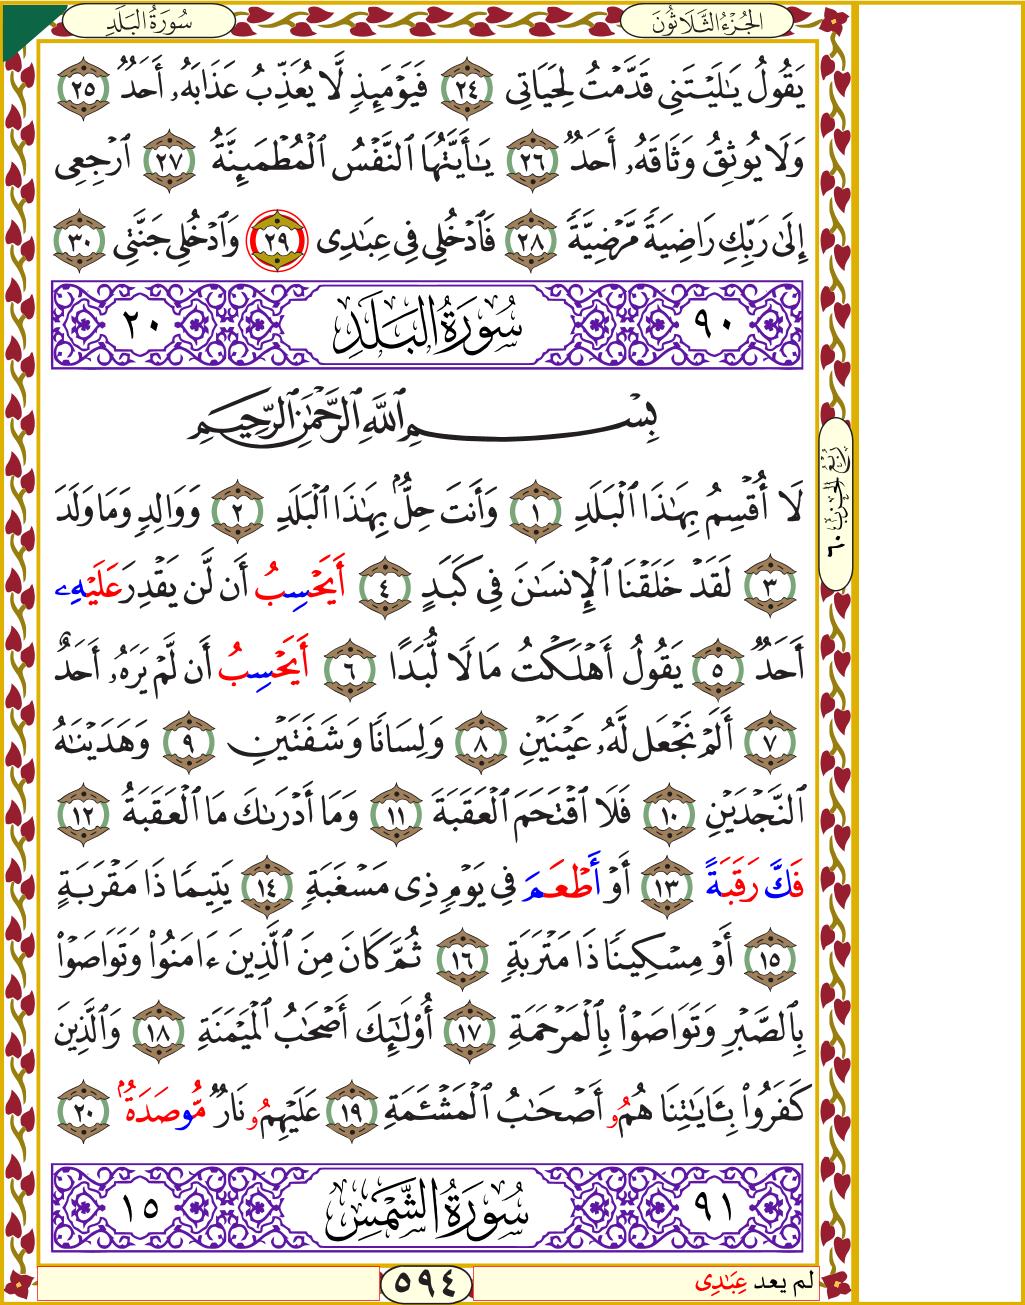 الجُزْءُ الثَّلَاثُونَ
سُورَةُ البَلَدِ
يَقُولُ يَٰلَيْتَنِى قَدَّمْتُ لِحَيَاتِى ٢٤ فَيَوْمَئِذٍ لَّا يُعَذِّبُ عَذَابَهُۥ أَحَدٌ ٢٥
وَلَا يُوثِقُ وَثَاقَهُۥ أَحَدٌ ٢٦ يَٰأَيَّتُهَا ٱلنَّفْسُ ٱلْمُطْمَئِنَّةُ ٢٧ ٱرْجِعِى
إِلَىٰ رَبِّكِ رَاضِيَةً مَّرْضِيَّةً ٢٨ فَٱدْخُلِى فِى عِبَٰدِى ٢٩ وَٱدْخُلِى جَنَّتِى ٣٠
٩٠ سُورَةُ البَلَدِ ٢٠
بِسْمِ ٱللَّهِ ٱلرَّحْمَٰنِ ٱلرَّحِيمِ
لَا أُقْسِمُ بِهَٰذَا ٱلْبَلَدِ ١ وَأَنتَ حِلٌّۢ بِهَٰذَا ٱلْبَلَدِ ٢ وَوَالِدٍ وَمَا وَلَدَ
٣ لَقَدْ خَلَقْنَا ٱلْإِنسَٰنَ فِى كَبَدٍ ٤ أَيَحْسِبُ أَن لَّن يَقْدِرَ عَلَيْهِۦ
أَحَدٌ ٥ يَقُولُ أَهْلَكْتُ مَالًا لُّبَدًا ٦ أَيَحْسِبُ أَن لَّمْ يَرَهُۥ أَحَدٌ
٧ أَلَمْ نَجْعَل لَّهُۥ عَيْنَيْنِ ٨ وَلِسَانًا وَشَفَتَيْنِ ٩ وَهَدَيْنَٰهُ
ٱلنَّجْدَيْنِ ١٠ فَلَا ٱقْتَحَمَ ٱلْعَقَبَةَ ١١ وَمَا أَدْرَىٰكَ مَا ٱلْعَقَبَةُ ١٢
فَكَّ رَقَبَةً ١٣ أَوْ أَطْعَمَ فِى يَوْمٍ ذِى مَسْغَبَةٍ ١٤ يَتِيمًا ذَا مَقْرَبَةٍ
١٥ أَوْ مِسْكِينًا ذَا مَتْرَبَةٍ ١٦ ثُمَّ كَانَ مِنَ ٱلَّذِينَ ءَامَنُوا۟ وَتَوَاصَوْا۟
بِٱلصَّبْرِ وَتَوَاصَوْا۟ بِٱلْمَرْحَمَةِ ١٧ أُو۟لَٰئِكَ أَصْحَٰبُ ٱلْمَيْمَنَةِ ١٨ وَٱلَّذِينَ
كَفَرُوا۟ بِـَٔايَٰتِنَا هُمُۥ أَصْحَٰبُ ٱلْمَشْـَٔمَةِ ١٩ عَلَيْهِمُۥ نَارٌ مُّوصَدَةٌۢ ٢٠
٩١ سُورَةُ الشَّمْسِ ١٥
لم يعد عِبَٰدِى
٥٩٤
رُبْعُ الحِزْبِ ٦٠